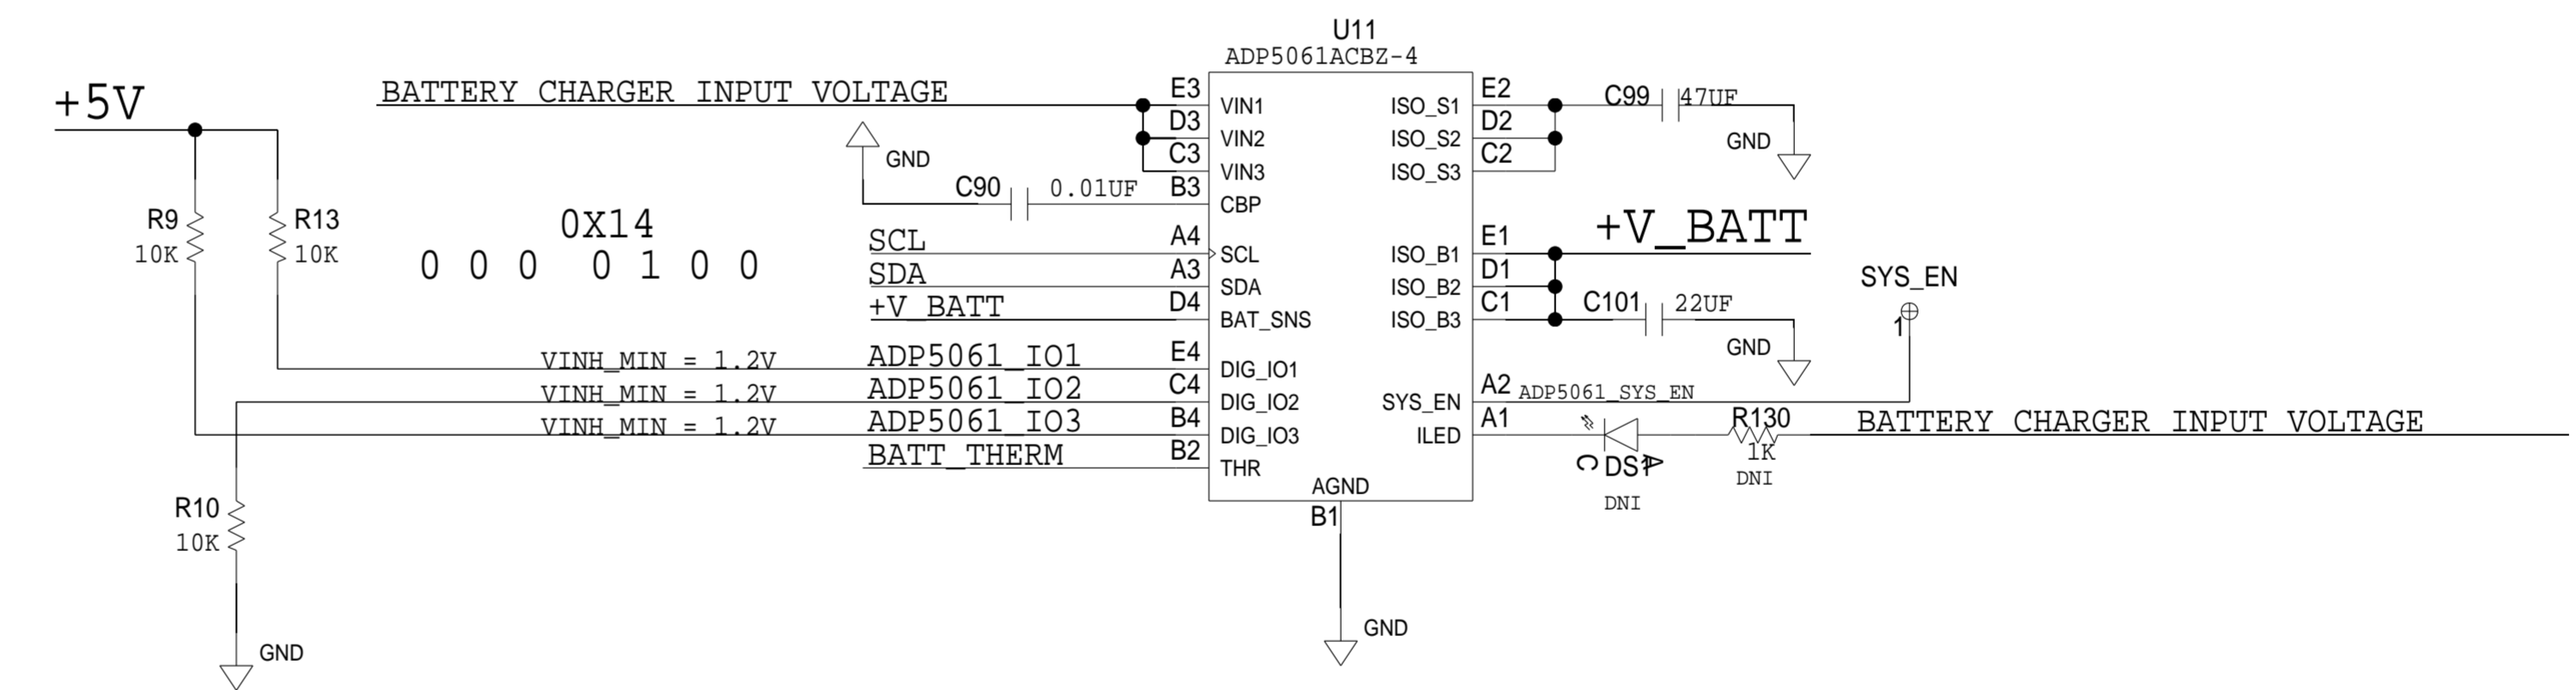 U11
ADP5061ACBZ-4
+5V
BATTERY CHARGER INPUT VOLTAGE
E3
VIN1
D3
VIN2
C3
VIN3
GND
C90
0.01UF
B3
CBP
ISO_S1
E2
ISO_S2
D2
ISO_S3
C2
C99
47UF
GND
R9
10K
R13
10K
0X14
0 0 0 0 1 0 0
SCL
A4
SCL
SDA
A3
SDA
+V_BATT
D4
BAT_SNS
ISO_B1
E1
ISO_B2
D1
ISO_B3
C1
+V_BATT
C101
22UF
GND
SYS_EN
1
VINH_MIN = 1.2V
ADP5061_IO1
E4
DIG_IO1
VINH_MIN = 1.2V
ADP5061_IO2
C4
DIG_IO2
VINH_MIN = 1.2V
ADP5061_IO3
B4
DIG_IO3
BATT_THERM
B2
THR
SYS_EN
A2
ADP5061_SYS_EN
ILED
A1
C
DS1
A
DNI
R130
1K
DNI
BATTERY CHARGER INPUT VOLTAGE
AGND
B1
GND
R10
10K
GND